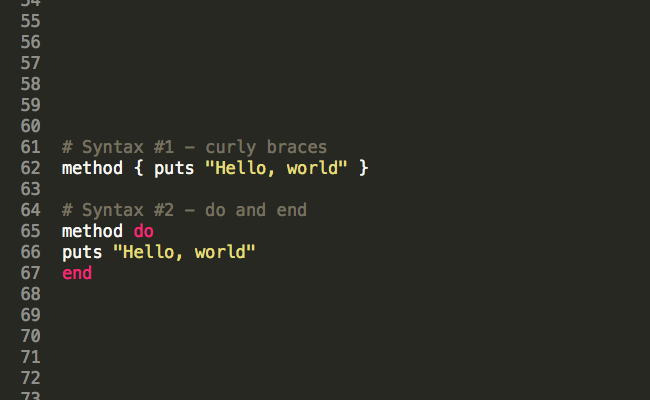 54
55
56
57
58
59
60
61 # Syntax #1 – curly braces
62 method { puts "Hello, world" }
63
64 # Syntax #2 – do and end
65 method do
66 puts "Hello, world"
67 end
68
69
70
71
72
73